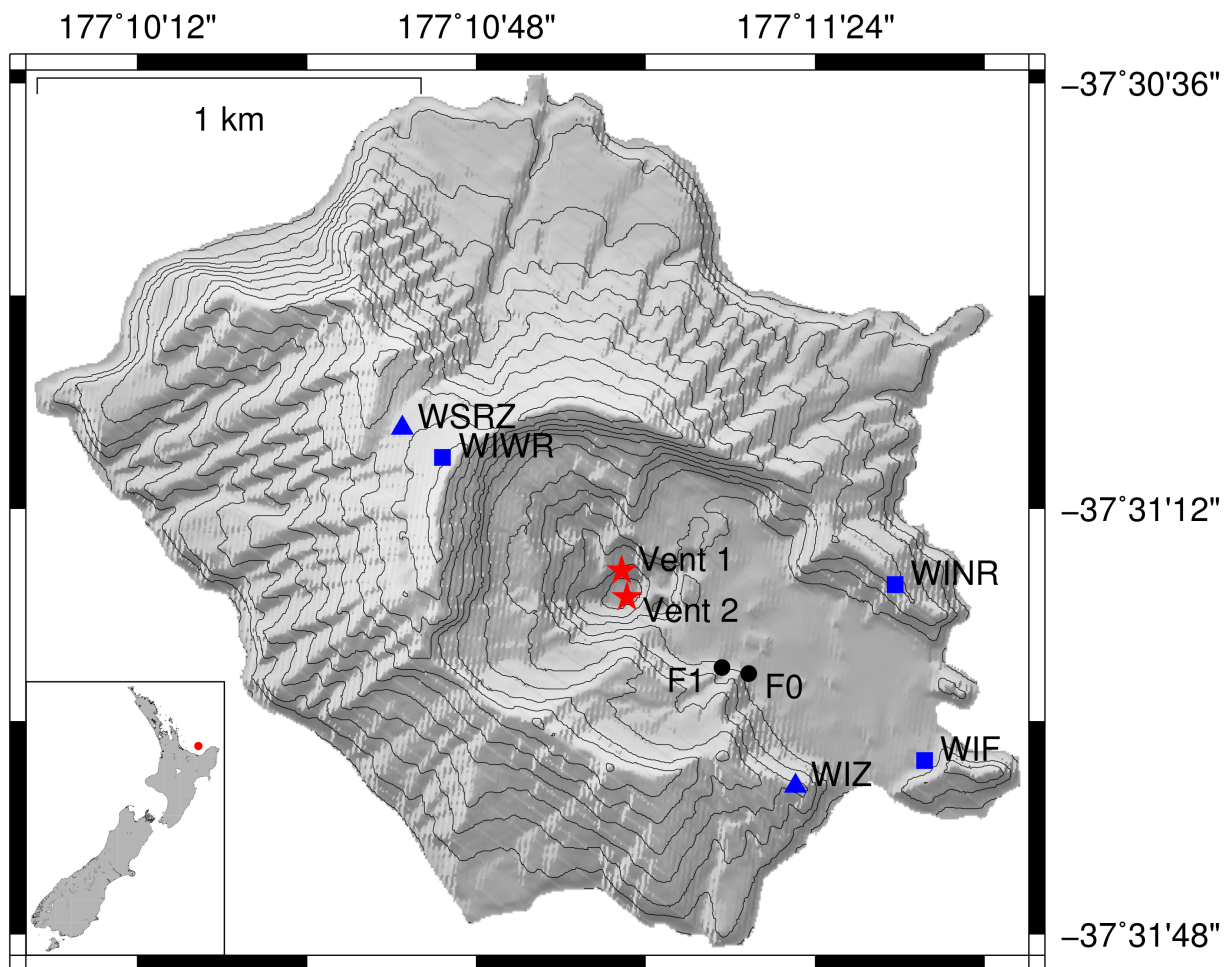 177˚10'12"
177˚10'48"
177˚11'24"
−37˚30'36"
1 km
WSRZ
WIWR
−37˚31'12"
Vent 1
WINR
Vent 2
F1
F0
WIF
WIZ
−37˚31'48"